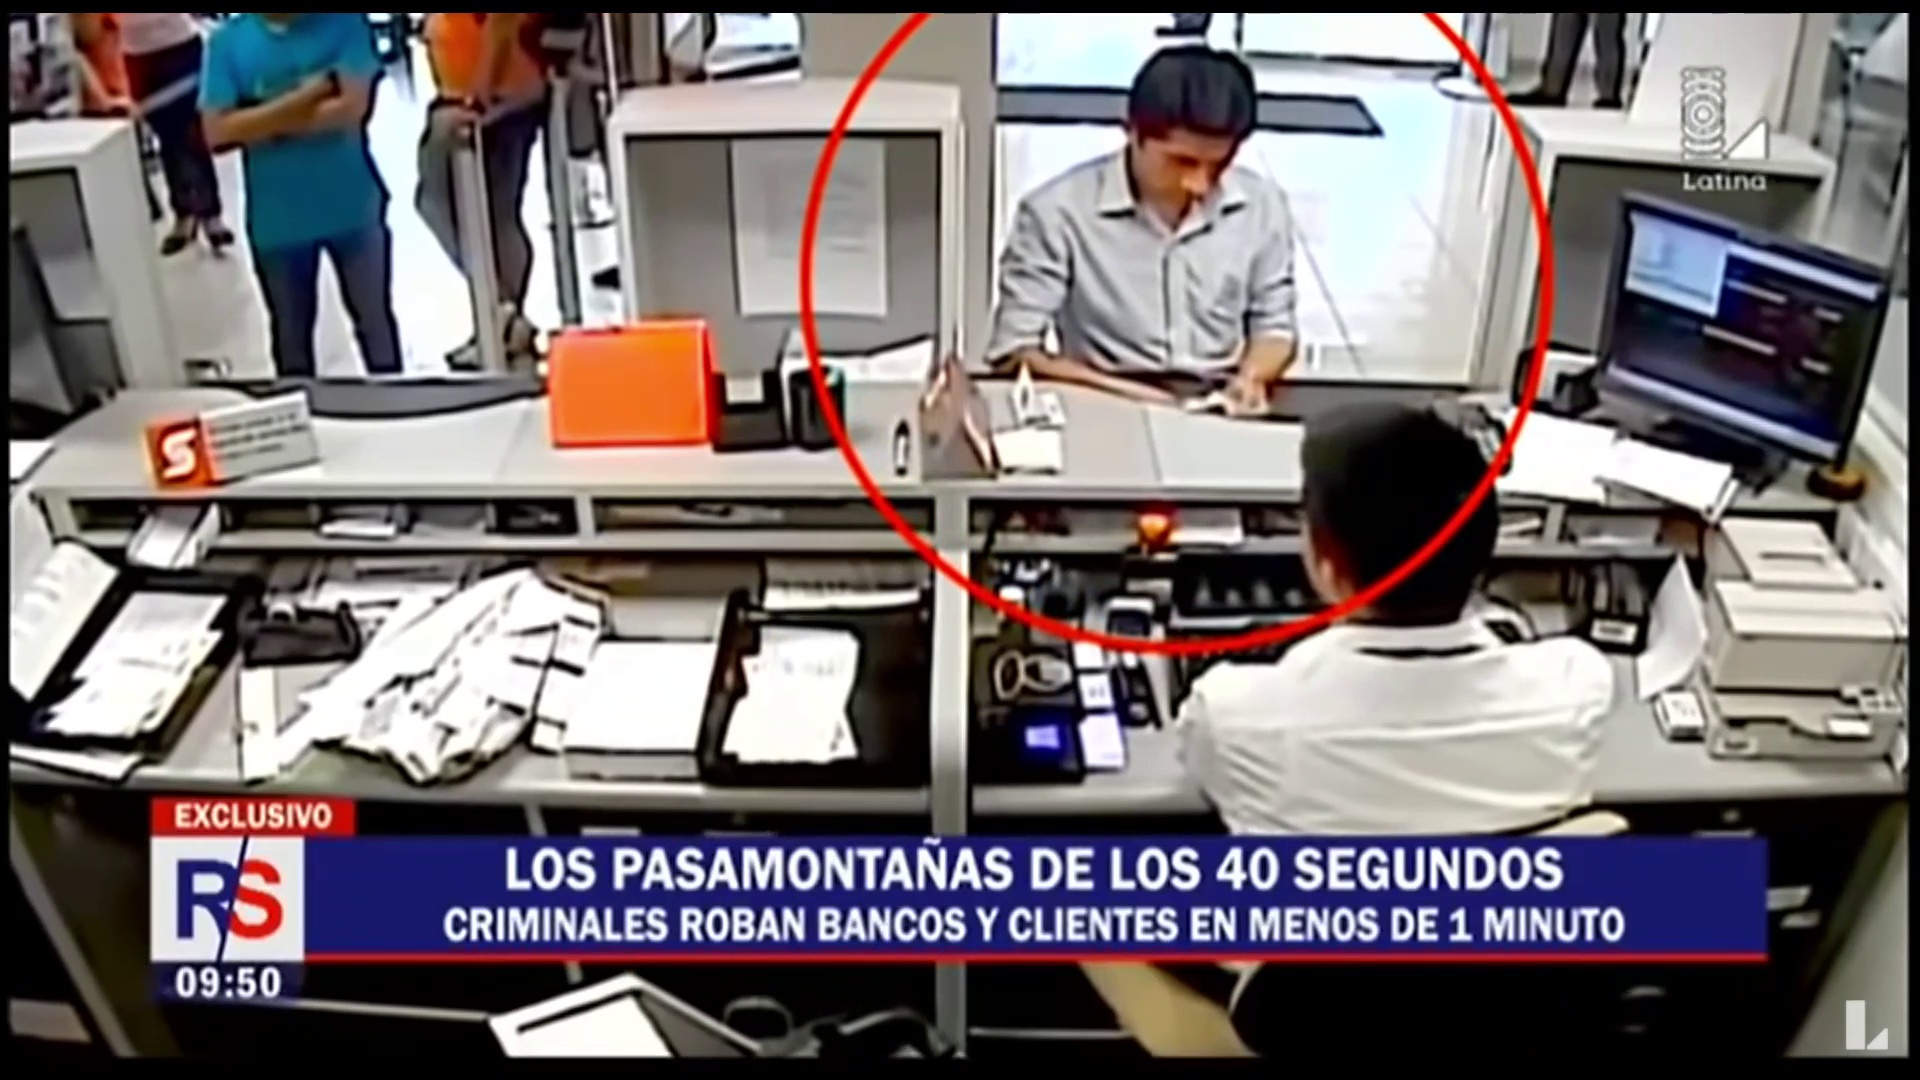 Latina
EXCLUSIVO
RS
LOS PASAMONTAÑAS DE LOS 40 SEGUNDOS
CRIMINALES ROBAN BANCOS Y CLIENTES EN MENOS DE 1 MINUTO
09:50